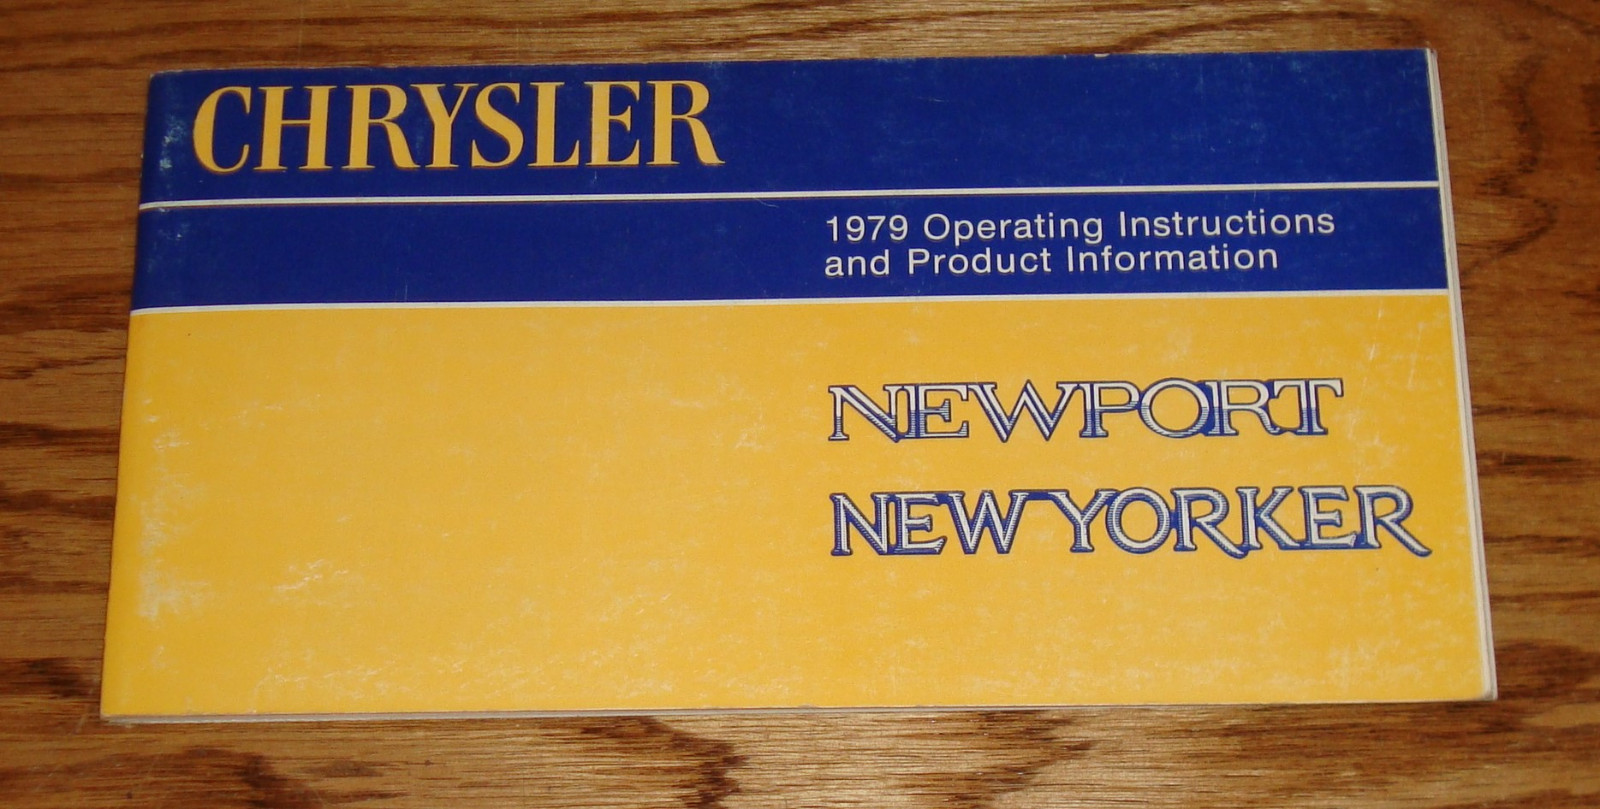 CHRYSLER
1979 Operating Instructions
and Product Information
NEWPORT
NEW YORKER